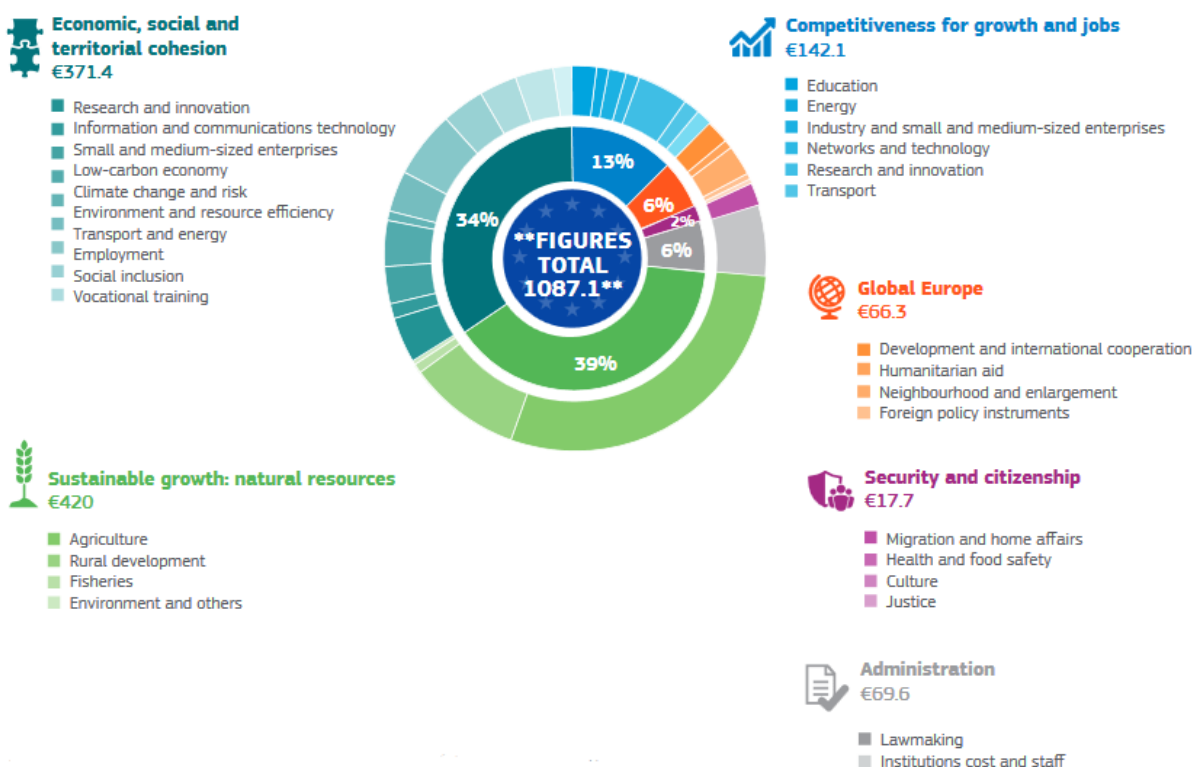 Economic, social and
territorial cohesion
€371.4
Research and innovation
Information and communications technology
Small and medium-sized enterprises
Low-carbon economy
Climate change and risk
Environment and resource efficiency
Transport and energy
Employment
Social inclusion
Vocational training
Sustainable growth: natural resources
€420
Agriculture
Rural development
Fisheries
Environment and others
13%
6%
2%
6%
39%
34%
**FIGURES
TOTAL
1087.1**
Competitiveness for growth and jobs
€142.1
Education
Energy
Industry and small and medium-sized enterprises
Networks and technology
Research and innovation
Transport
Global Europe
€66.3
Development and international cooperation
Humanitarian aid
Neighbourhood and enlargement
Foreign policy instruments
Security and citizenship
€17.7
Migration and home affairs
Health and food safety
Culture
Justice
Administration
€69.6
Lawmaking
Institutions cost and staff